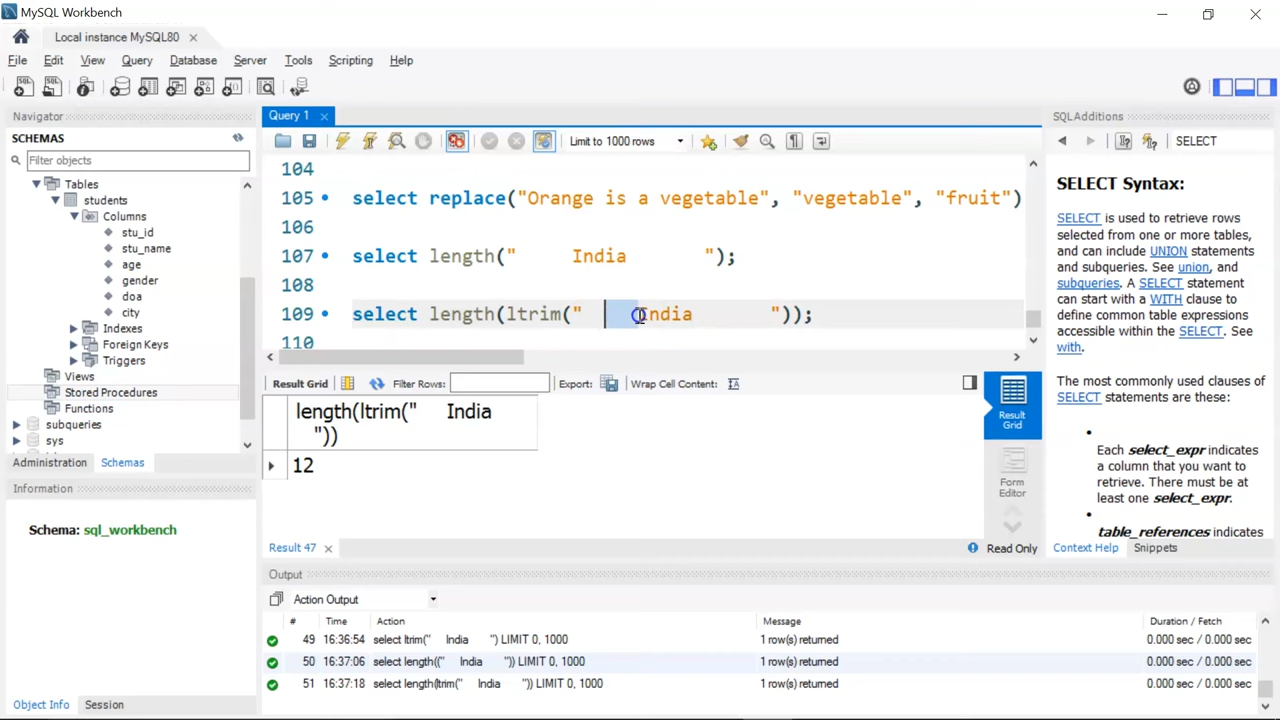 MySQL Workbench
Local instance MySQL80
File Edit View Query Database Server Tools Scripting Help
Navigator
SCHEMAS
Filter objects
Tables
students
Columns
stu_id
stu_name
age
gender
doa
city
Indexes
Foreign Keys
Triggers
Views
Stored Procedures
Functions
subqueries
sys
Administration Schemas
Information
Schema: sql_workbench
Object Info Session
Query 1
Limit to 1000 rows
104
105 select replace("Orange is a vegetable", "vegetable", "fruit")
106
107 select length("     India       ");
108
109 select length(ltrim("     India       "));
110
Result Grid Filter Rows: Export: Wrap Cell Content:
length(ltrim("     India
"))
12
Result Grid
Form Editor
Result 47
Read Only
Output
Action Output
# Time Action Message Duration / Fetch
49 16:36:54 select ltrim("     India       ") LIMIT 0, 1000 1 row(s) returned 0.000 sec / 0.000 sec
50 16:37:06 select length(("     India       ")) LIMIT 0, 1000 1 row(s) returned 0.000 sec / 0.000 sec
51 16:37:18 select length(ltrim("     India       ")) LIMIT 0, 1000 1 row(s) returned 0.000 sec / 0.000 sec
SQLAdditions
SELECT
SELECT Syntax:
SELECT is used to retrieve rows
selected from one or more tables,
and can include UNION statements
and subqueries. See union, and
subqueries. A SELECT statement
can start with a WITH clause to
define common table expressions
accessible within the SELECT. See
with.
The most commonly used clauses of
SELECT statements are these:
Each select_expr indicates
a column that you want to
retrieve. There must be at
least one select_expr.
table_references indicates
Context Help Snippets